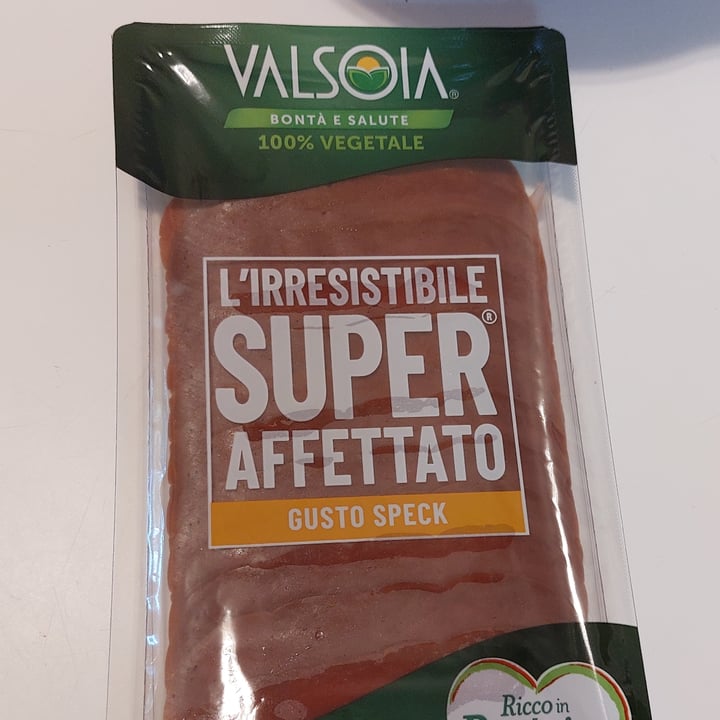 VALSOIA®
BONTÀ E SALUTE
100% VEGETALE
L'IRRESISTIBILE
SUPER®
AFFETTATO
GUSTO SPECK
Ricco in